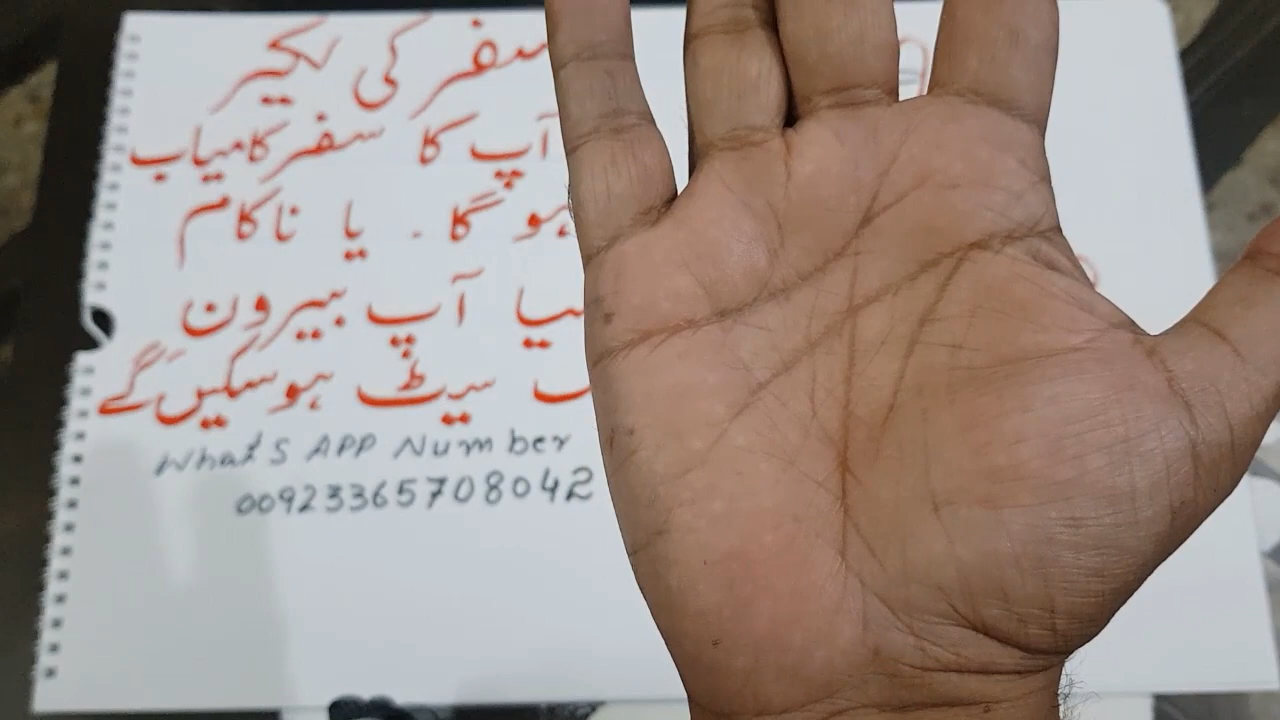 سفر کی لکیر
آپ کا سفر کامیاب
ہو گا۔ یا ناکام
آپ بیرون
سیٹ ہو سکیں گے
What's APP Number
00923365708042